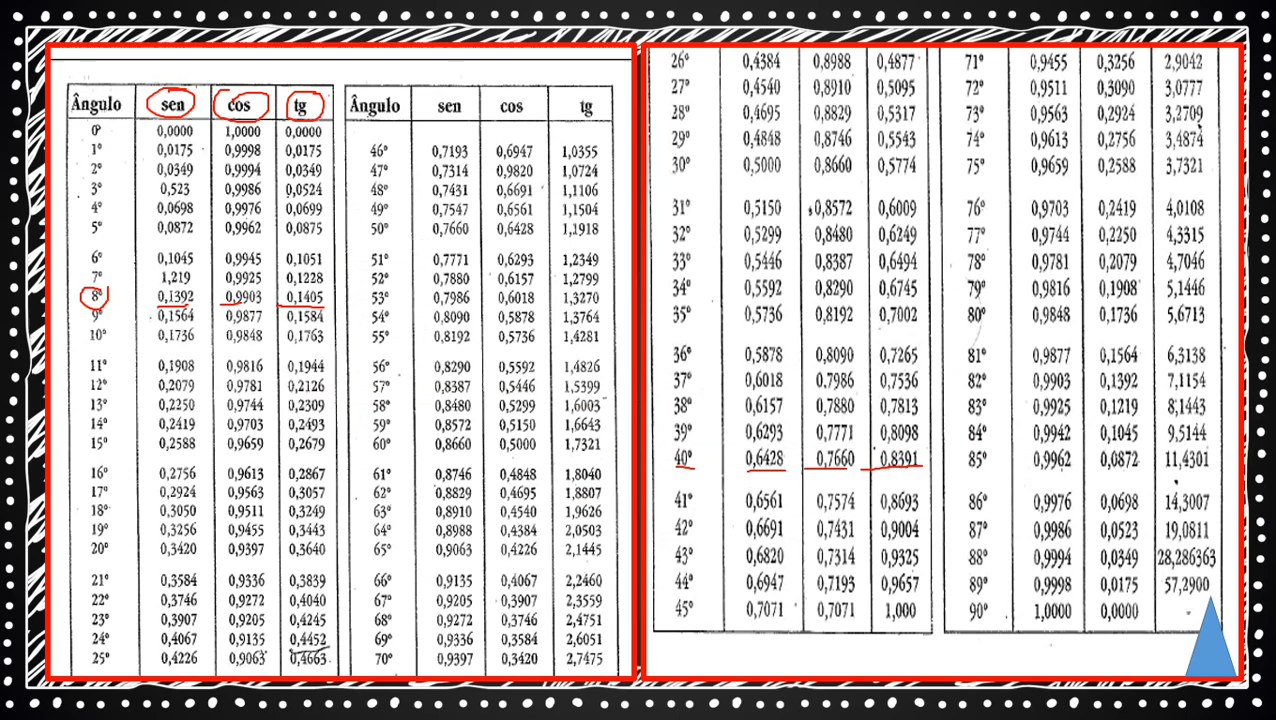 Ângulo sen cos tg Ângulo sen cos tg
0º 0,0000 1,0000 0,0000
1º 0,0175 0,9998 0,0175 46º 0,7193 0,6947 1,0355
2º 0,0349 0,9994 0,0349 47º 0,7314 0,9820 1,0724
3º 0,523 0,9986 0,0524 48º 0,7431 0,6691 1,1106
4º 0,0698 0,9976 0,0699 49º 0,7547 0,6561 1,1504
5º 0,0872 0,9962 0,0875 50º 0,7660 0,6428 1,1918
6º 0,1045 0,9945 0,1051 51º 0,7771 0,6293 1,2349
7º 1,219 0,9925 0,1228 52º 0,7880 0,6157 1,2799
8º 0,1392 0,9903 0,1405 53º 0,7986 0,6018 1,3270
9º 0,1564 0,9877 0,1584 54º 0,8090 0,5878 1,3764
10º 0,1736 0,9848 0,1763 55º 0,8192 0,5736 1,4281
11º 0,1908 0,9816 0,1944 56º 0,8290 0,5592 1,4826
12º 0,2079 0,9781 0,2126 57º 0,8387 0,5446 1,5399
13º 0,2250 0,9744 0,2309 58º 0,8480 0,5299 1,6003
14º 0,2419 0,9703 0,2493 59º 0,8572 0,5150 1,6643
15º 0,2588 0,9659 0,2679 60º 0,8660 0,5000 1,7321
16º 0,2756 0,9613 0,2867 61º 0,8746 0,4848 1,8040
17º 0,2924 0,9563 0,3057 62º 0,8829 0,4695 1,8807
18º 0,3050 0,9511 0,3249 63º 0,8910 0,4540 1,9626
19º 0,3256 0,9455 0,3443 64º 0,8988 0,4384 2,0503
20º 0,3420 0,9397 0,3640 65º 0,9063 0,4226 2,1445
21º 0,3584 0,9336 0,3839 66º 0,9135 0,4067 2,2460
22º 0,3746 0,9272 0,4040 67º 0,9205 0,3907 2,3559
23º 0,3907 0,9205 0,4245 68º 0,9272 0,3746 2,4751
24º 0,4067 0,9135 0,4452 69º 0,9336 0,3584 2,6051
25º 0,4226 0,9063 0,4663 70º 0,9397 0,3420 2,7475
26º 0,4384 0,8988 0,4877 71º 0,9455 0,3256 2,9042
27º 0,4540 0,8910 0,5095 72º 0,9511 0,3090 3,0777
28º 0,4695 0,8829 0,5317 73º 0,9563 0,2924 3,2709
29º 0,4848 0,8746 0,5543 74º 0,9613 0,2756 3,4874
30º 0,5000 0,8660 0,5774 75º 0,9659 0,2588 3,7321
31º 0,5150 0,8572 0,6009 76º 0,9703 0,2419 4,0108
32º 0,5299 0,8480 0,6249 77º 0,9744 0,2250 4,3315
33º 0,5446 0,8387 0,6494 78º 0,9781 0,2079 4,7046
34º 0,5592 0,8290 0,6745 79º 0,9816 0,1908 5,1446
35º 0,5736 0,8192 0,7002 80º 0,9848 0,1736 5,6713
36º 0,5878 0,8090 0,7265 81º 0,9877 0,1564 6,3138
37º 0,6018 0,7986 0,7536 82º 0,9903 0,1392 7,1154
38º 0,6157 0,7880 0,7813 83º 0,9925 0,1219 8,1443
39º 0,6293 0,7771 0,8098 84º 0,9942 0,1045 9,5144
40º 0,6428 0,7660 0,8391 85º 0,9962 0,0872 11,4301
41º 0,6561 0,7574 0,8693 86º 0,9976 0,0698 14,3007
42º 0,6691 0,7431 0,9004 87º 0,9986 0,0523 19,0811
43º 0,6820 0,7314 0,9325 88º 0,9994 0,0349 28,286363
44º 0,6947 0,7193 0,9657 89º 0,9998 0,0175 57,2900
45º 0,7071 0,7071 1,000 90º 1,0000 0,0000